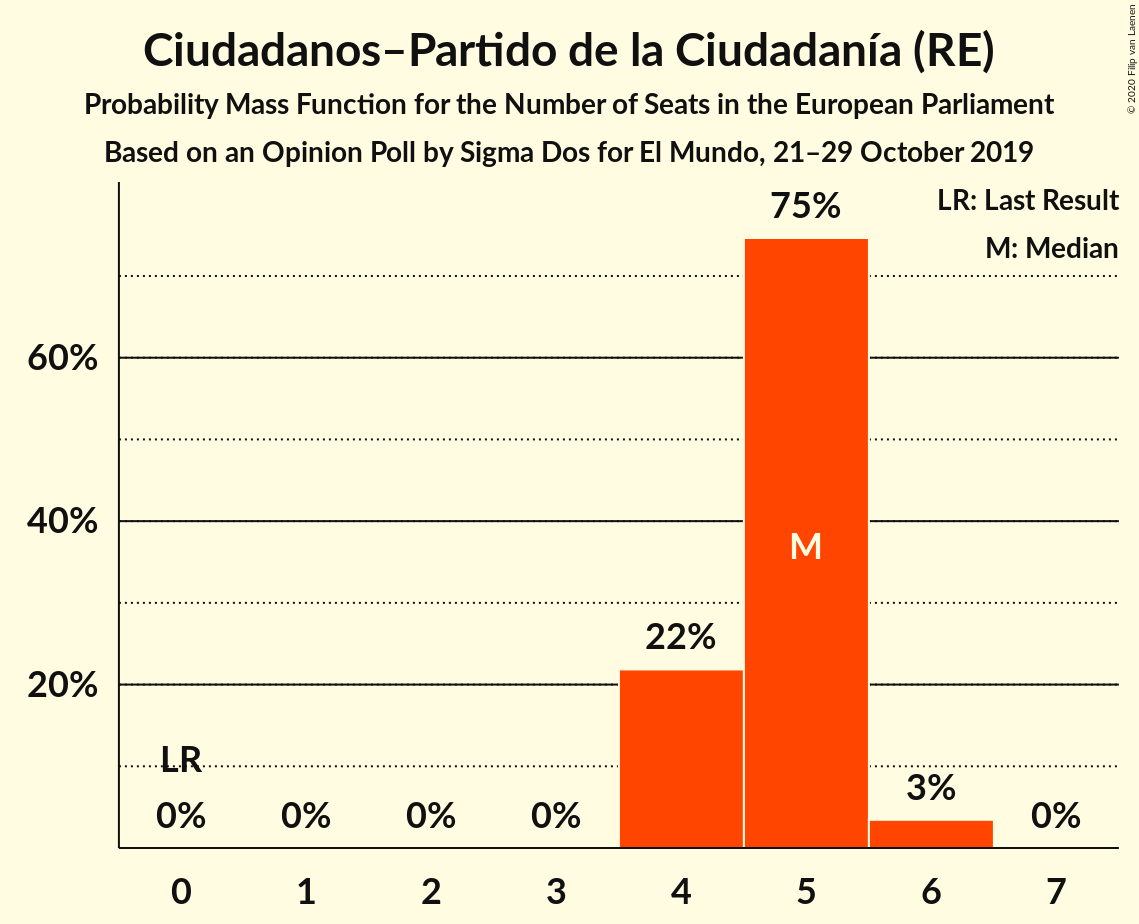 Ciudadanos–Partido de la Ciudadanía (RE)
Probability Mass Function for the Number of Seats in the European Parliament
Based on an Opinion Poll by Sigma Dos for El Mundo, 21–29 October 2019
© 2020 Filip van Laenen
LR: Last Result
M: Median
75%
60%
40%
M
22%
20%
LR
3%
0% 0% 0% 0% 0%
0 1 2 3 4 5 6 7